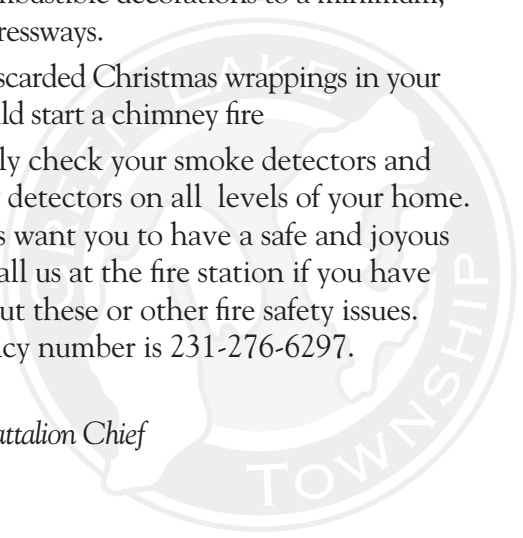 mbustible decorations to a minimum,
ressways.
scarded Christmas wrappings in your
ld start a chimney fire
ly check your smoke detectors and
detectors on all levels of your home.
s want you to have a safe and joyous
all us at the fire station if you have
ut these or other fire safety issues.
cy number is 231-276-6297.
attalion Chief
GREEN LAKE
TOWNSHIP